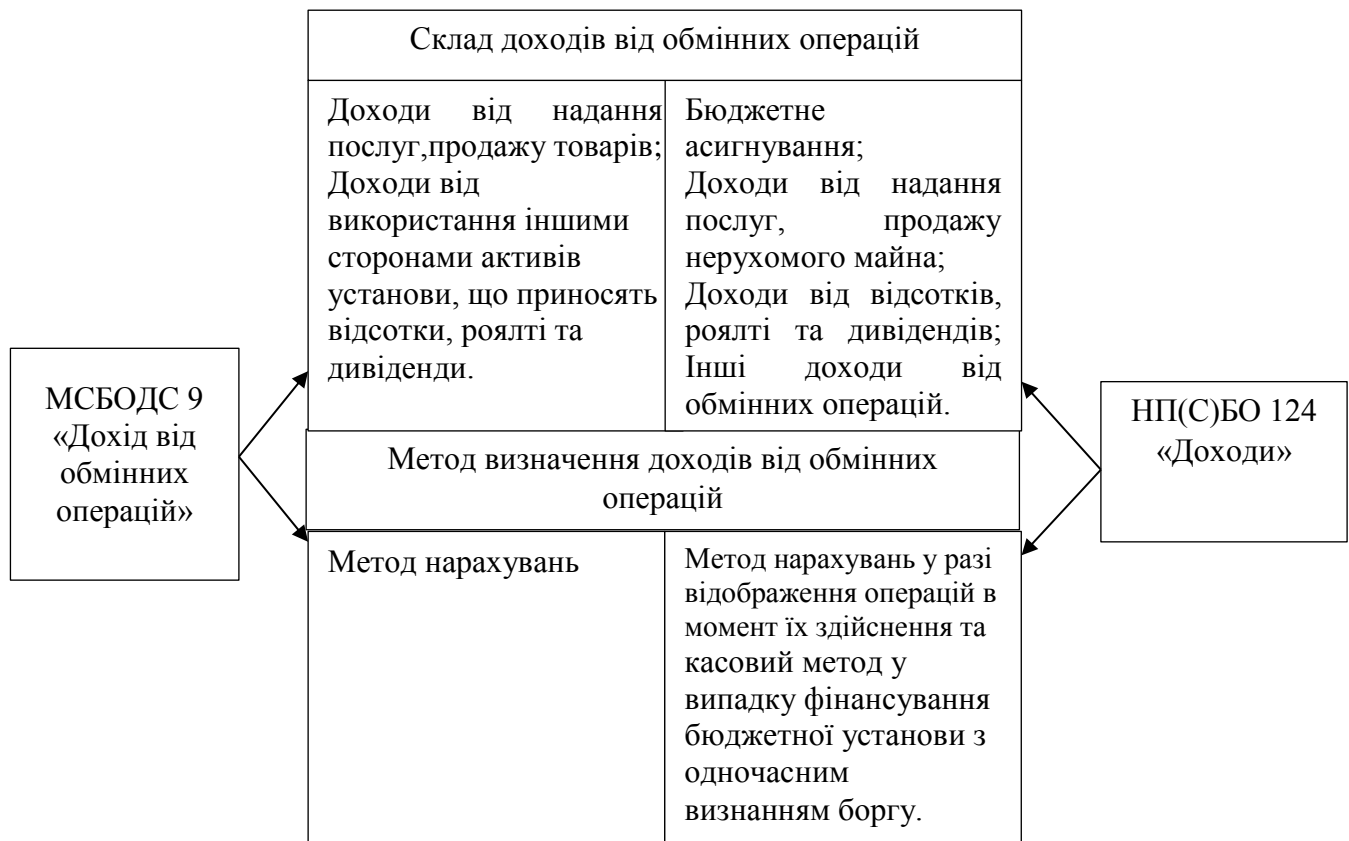 Склад доходів від обмінних операцій
Доходи від надання
послуг,продажу товарів;
Доходи від
використання іншими
сторонами активів
установи, що приносять
відсотки, роялті та
дивіденди.
Бюджетне
асигнування;
Доходи від надання
послуг, продажу
нерухомого майна;
Доходи від відсотків,
роялті та дивідендів;
Інші доходи від
обмінних операцій.
МСБОДС 9
«Дохід від
обмінних
операцій»
НП(С)БО 124
«Доходи»
Метод визначення доходів від обмінних
операцій
Метод нарахувань
Метод нарахувань у разі
відображення операцій в
момент їх здійснення та
касовий метод у
випадку фінансування
бюджетної установи з
одночасним
визнанням боргу.